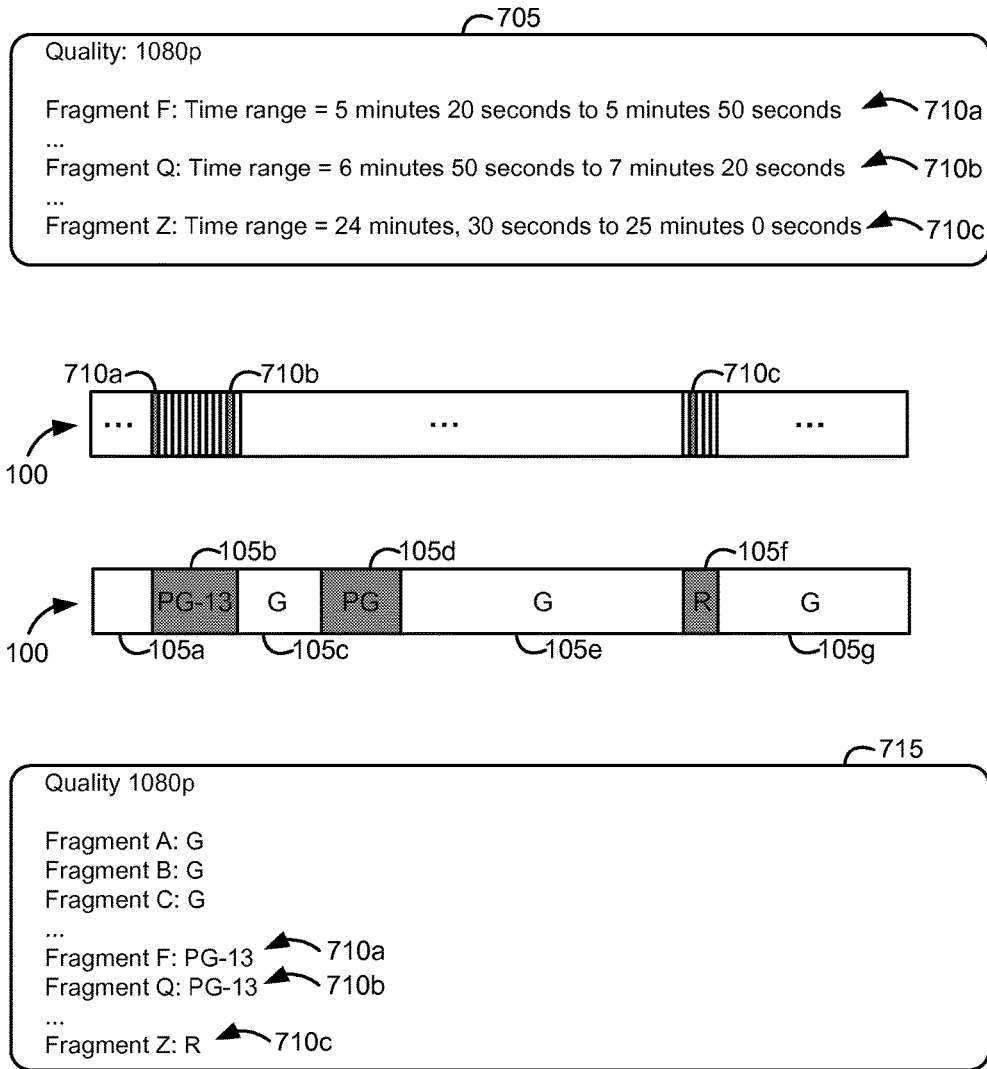 705
Quality: 1080p
Fragment F: Time range = 5 minutes 20 seconds to 5 minutes 50 seconds 710a
...
Fragment Q: Time range = 6 minutes 50 seconds to 7 minutes 20 seconds 710b
...
Fragment Z: Time range = 24 minutes, 30 seconds to 25 minutes 0 seconds 710c
710a 710b 710c
... ... ...
100
105b 105d 105f
PG-13 G PG G R G
100
105a 105c 105e 105g
715
Quality 1080p
Fragment A: G
Fragment B: G
Fragment C: G
...
Fragment F: PG-13 710a
Fragment Q: PG-13 710b
...
Fragment Z: R 710c